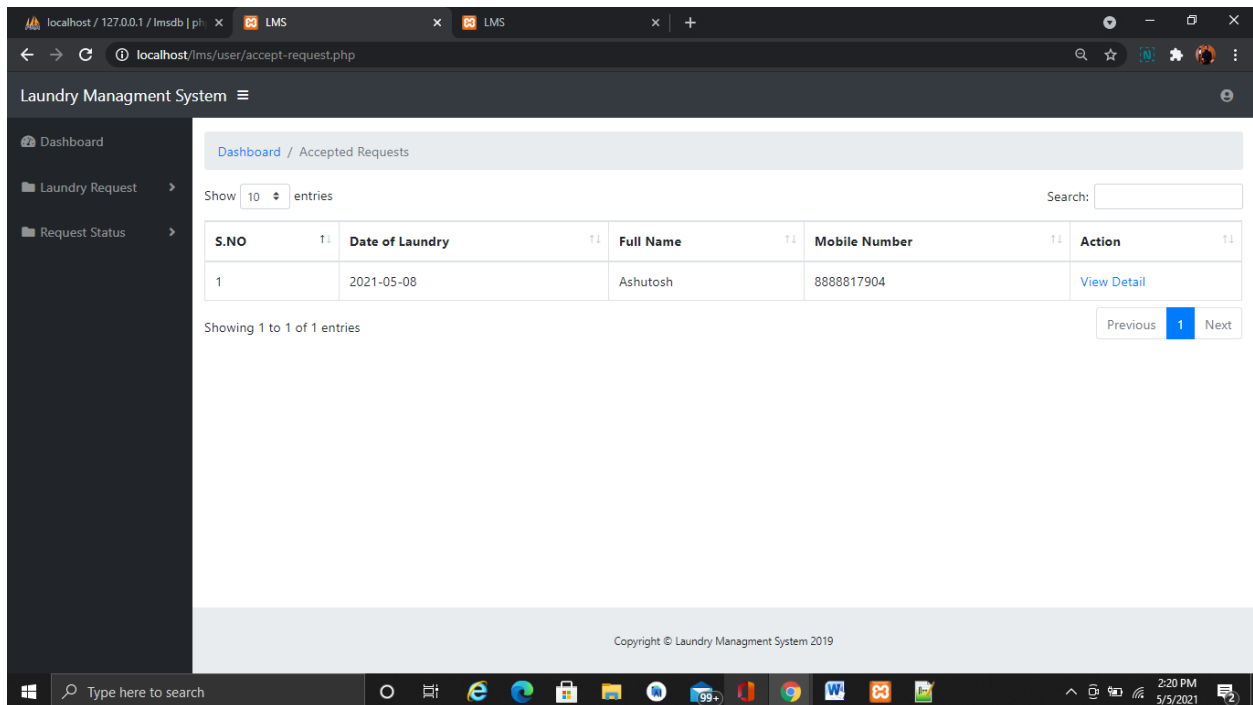 localhost / 127.0.0.1 / lmsdb | ph
LMS
LMS
localhost/lms/user/accept-request.php
Laundry Managment System
Dashboard
Laundry Request
Request Status
Dashboard / Accepted Requests
Show 10 entries
Search:
S.NO Date of Laundry Full Name Mobile Number Action
1 2021-05-08 Ashutosh 8888817904 View Detail
Showing 1 to 1 of 1 entries
Previous 1 Next
Copyright © Laundry Managment System 2019
Type here to search
99+
2:20 PM
5/5/2021
2